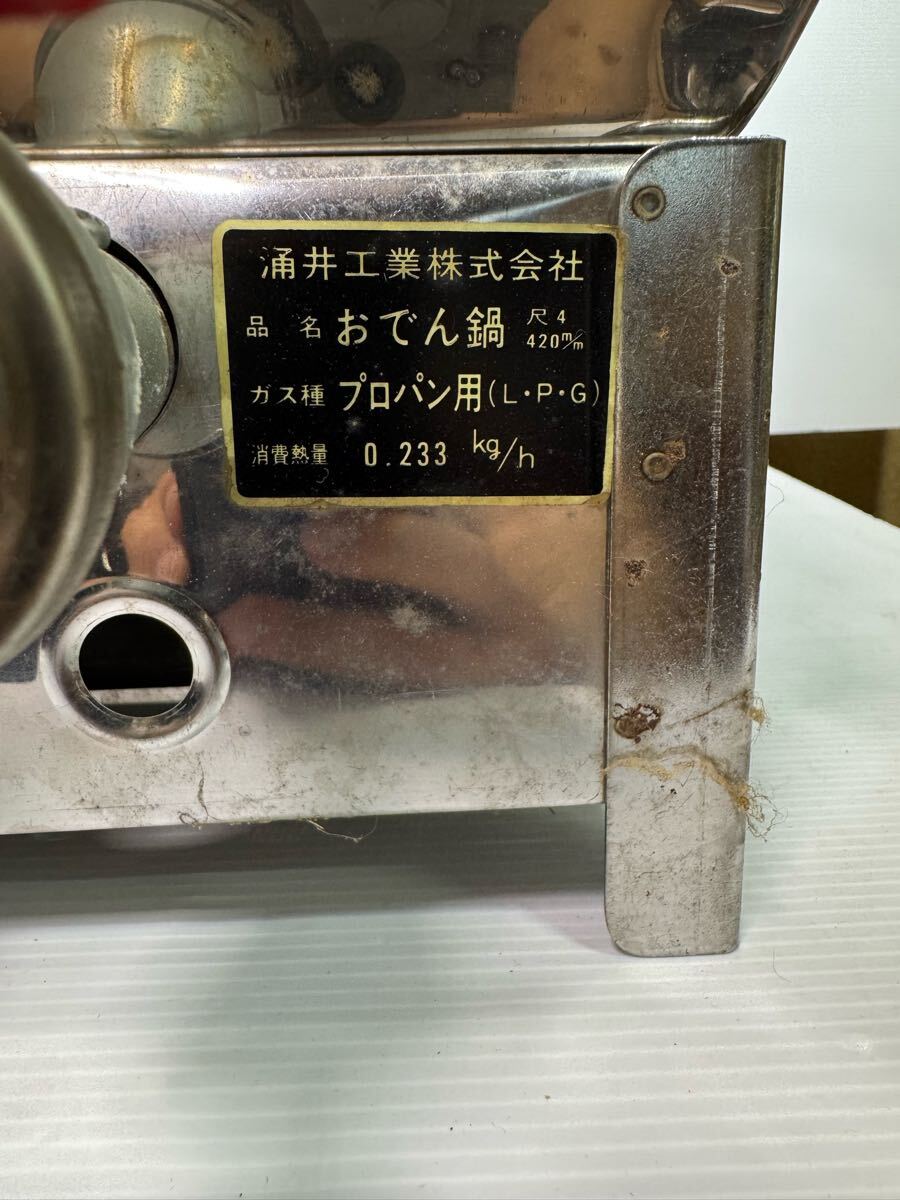 涌井工業株式会社
品名 おでん鍋 尺4 420m/m
ガス種 プロパン用(L・P・G)
消費熱量 0.233 kg/h